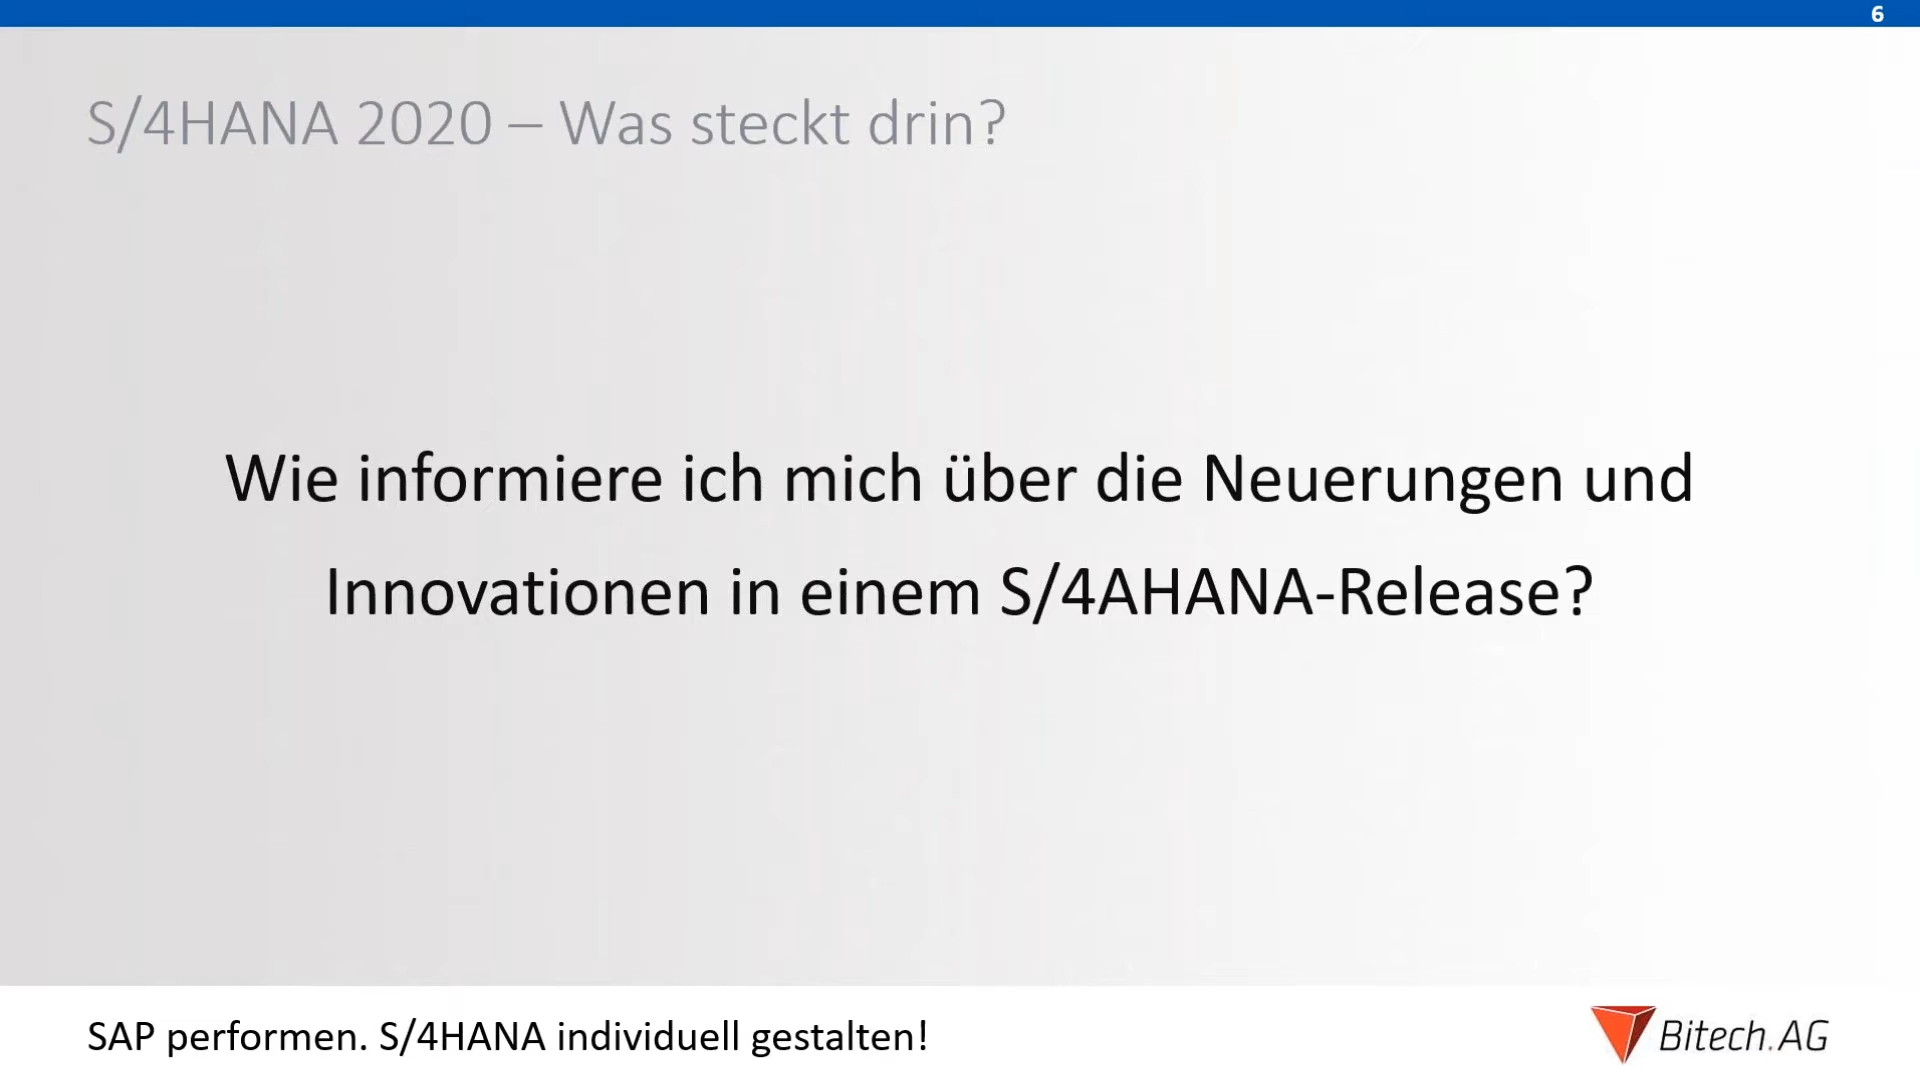 6
S/4HANA 2020 – Was steckt drin?
Wie informiere ich mich über die Neuerungen und
Innovationen in einem S/4AHANA-Release?
SAP performen. S/4HANA individuell gestalten!
Bitech.AG